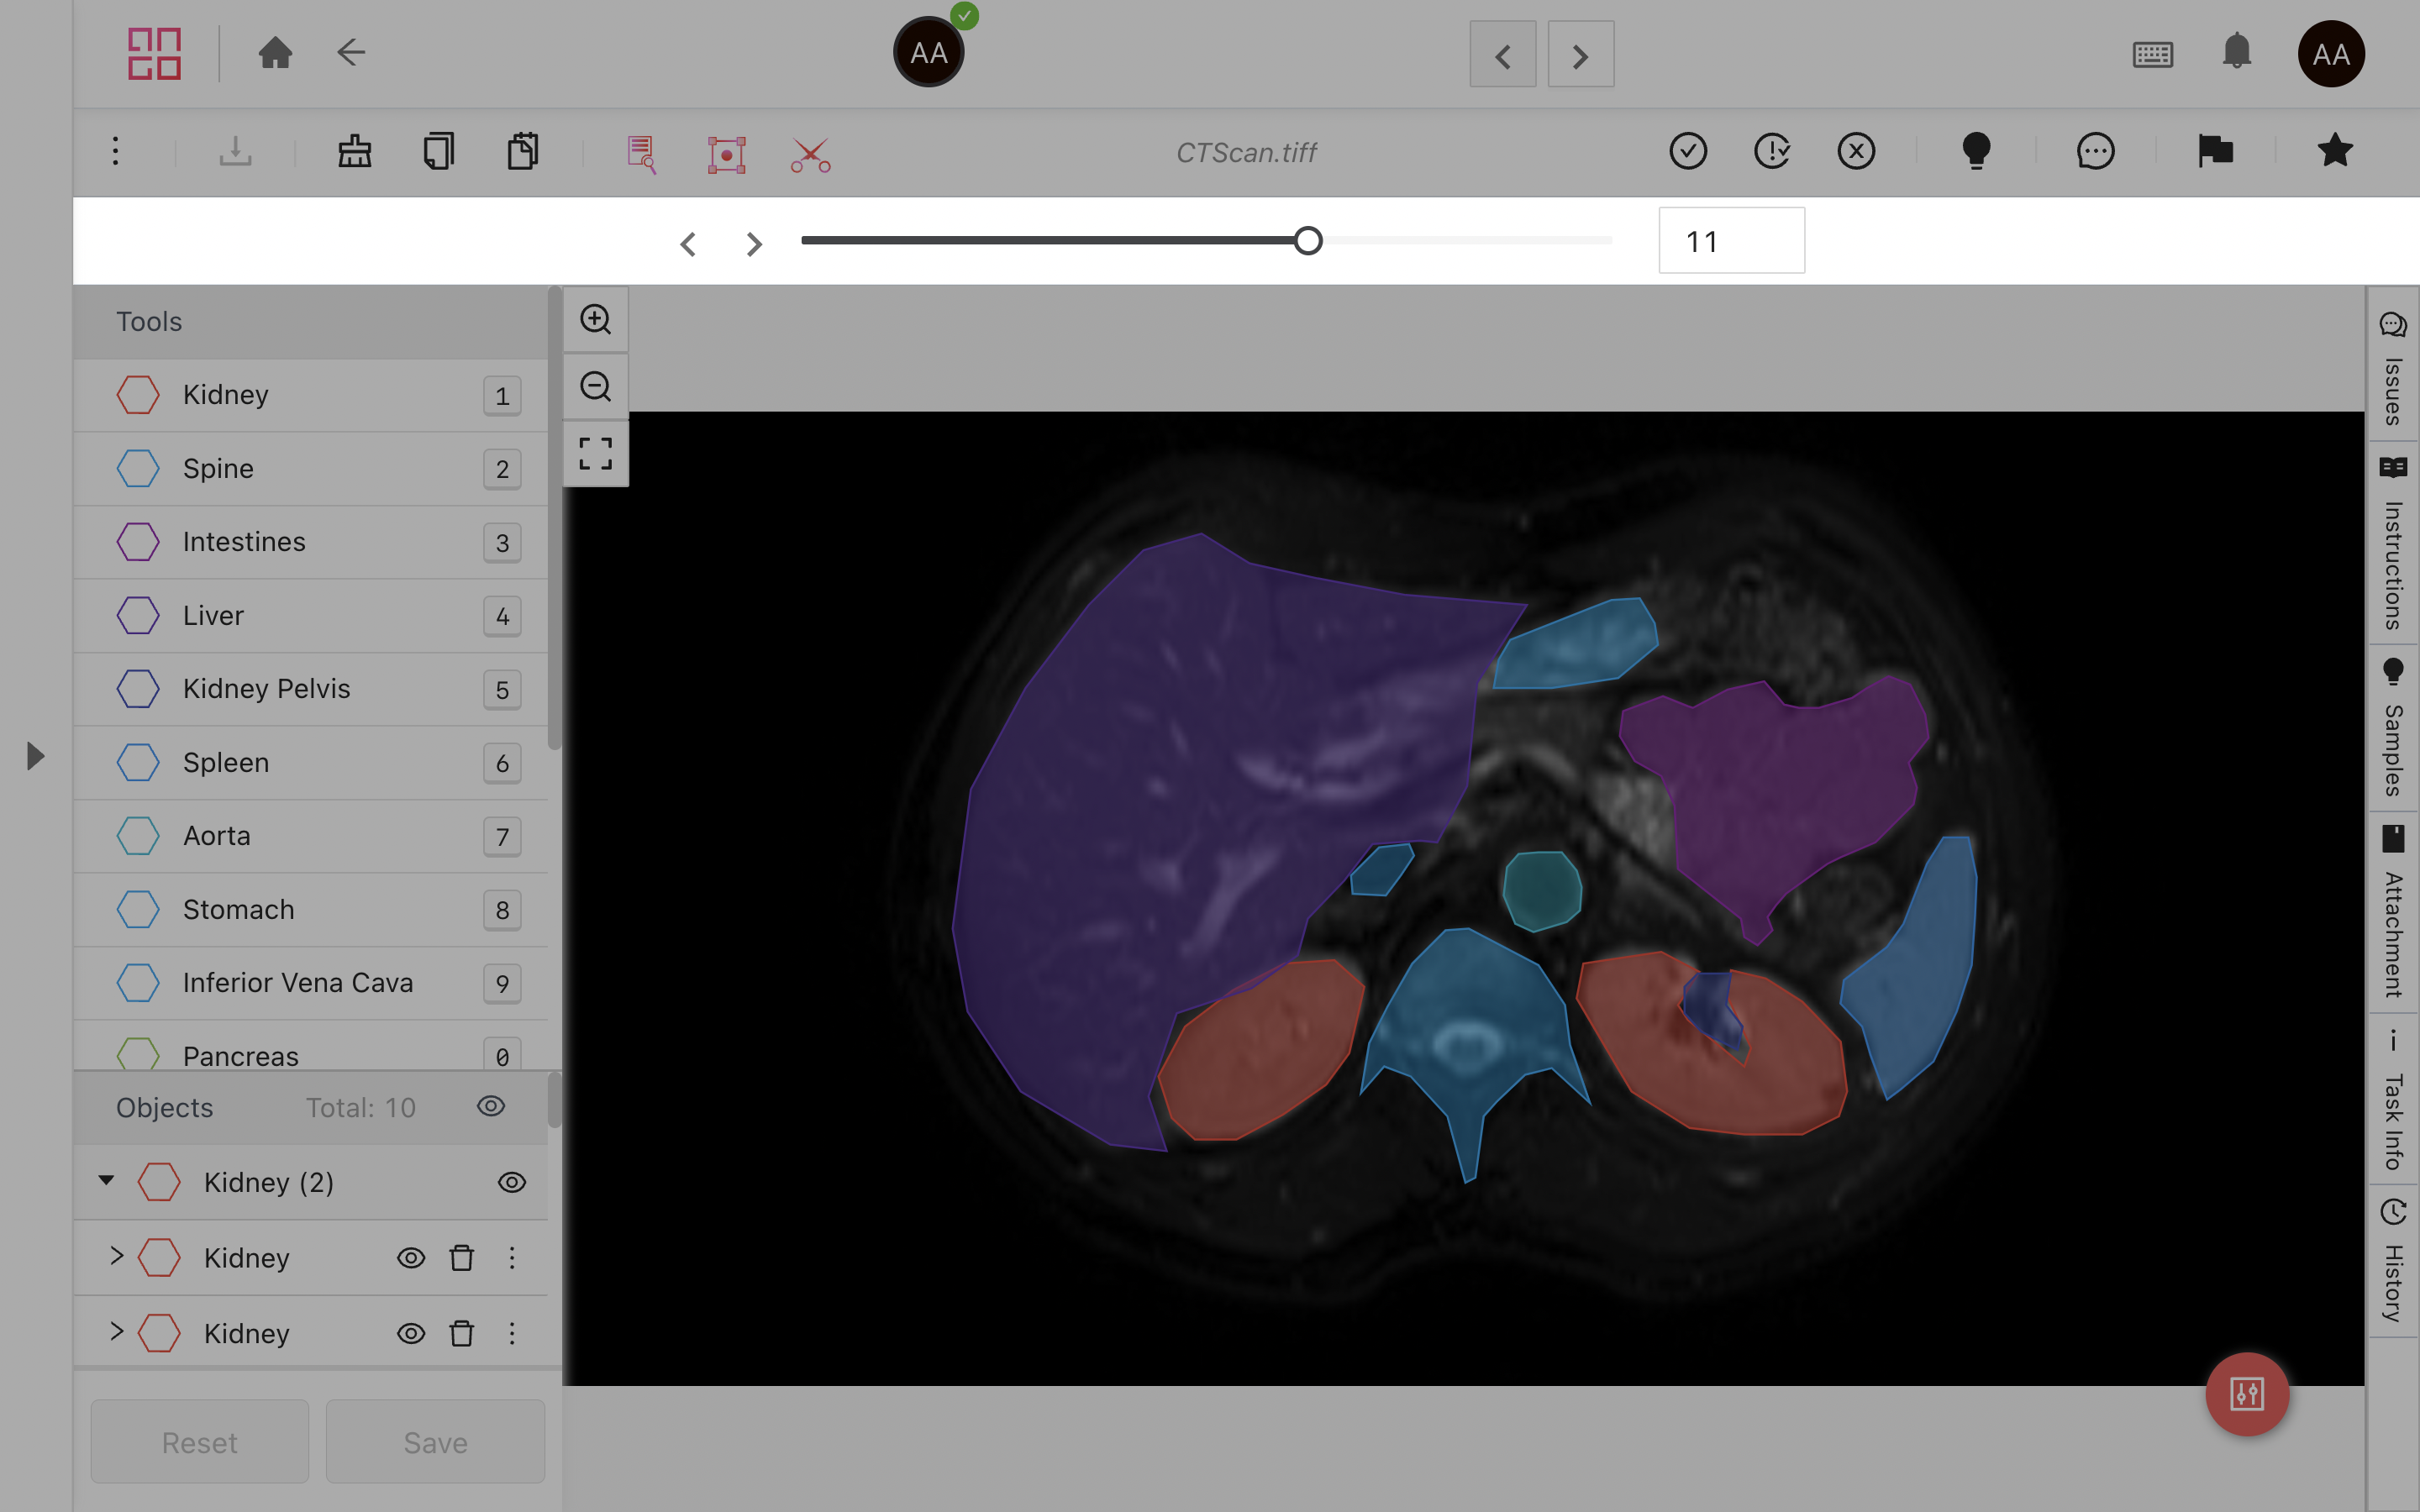 AA
AA
CTScan.tiff
11
Tools
Kidney 1
Spine 2
Intestines 3
Liver 4
Kidney Pelvis 5
Spleen 6
Aorta 7
Stomach 8
Inferior Vena Cava 9
Pancreas 0
Objects Total: 10
Kidney (2)
Kidney
Kidney
Reset Save
Issues
Instructions
Samples
Attachment
Task Info
History